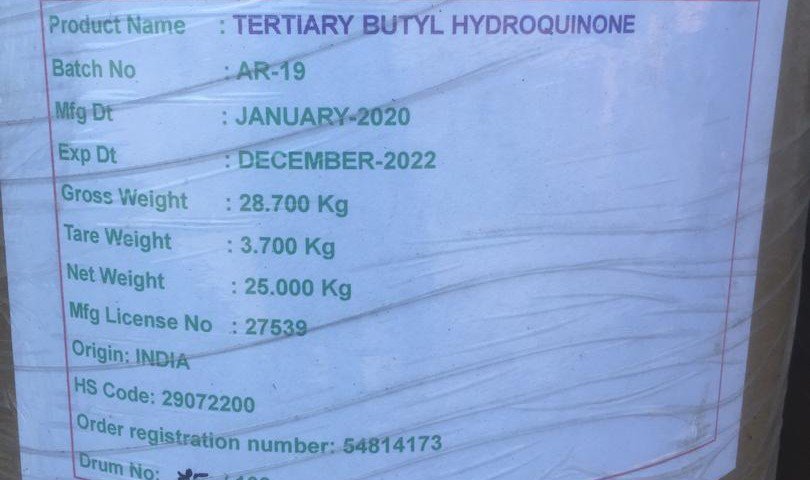 Product Name : TERTIARY BUTYL HYDROQUINONE
Batch No : AR-19
Mfg Dt : JANUARY-2020
Exp Dt : DECEMBER-2022
Gross Weight : 28.700 Kg
Tare Weight : 3.700 Kg
Net Weight : 25.000 Kg
Mfg License No : 27539
Origin: INDIA
HS Code: 29072200
Order registration number: 54814173
Drum No: